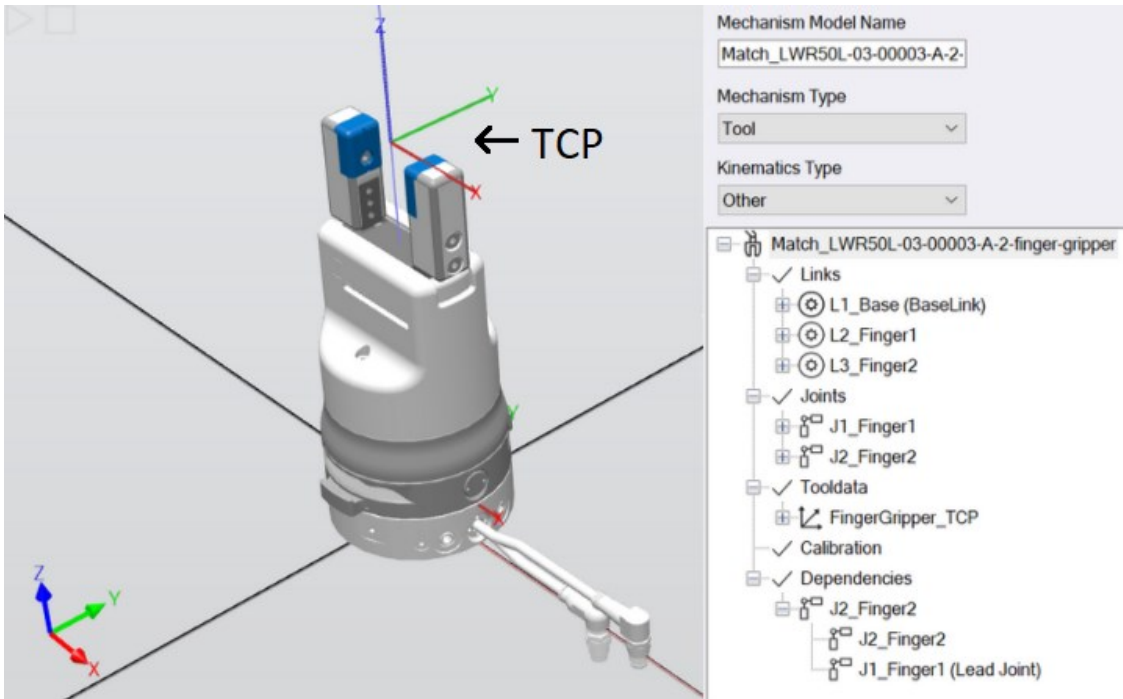 Z
Y
← TCP
X
Y
X
Z
Y
X
Mechanism Model Name
Match_LWR50L-03-00003-A-2-
Mechanism Type
Tool
Kinematics Type
Other
Match_LWR50L-03-00003-A-2-finger-gripper
Links
L1_Base (BaseLink)
L2_Finger1
L3_Finger2
Joints
J1_Finger1
J2_Finger2
Tooldata
FingerGripper_TCP
Calibration
Dependencies
J2_Finger2
J2_Finger2
J1_Finger1 (Lead Joint)